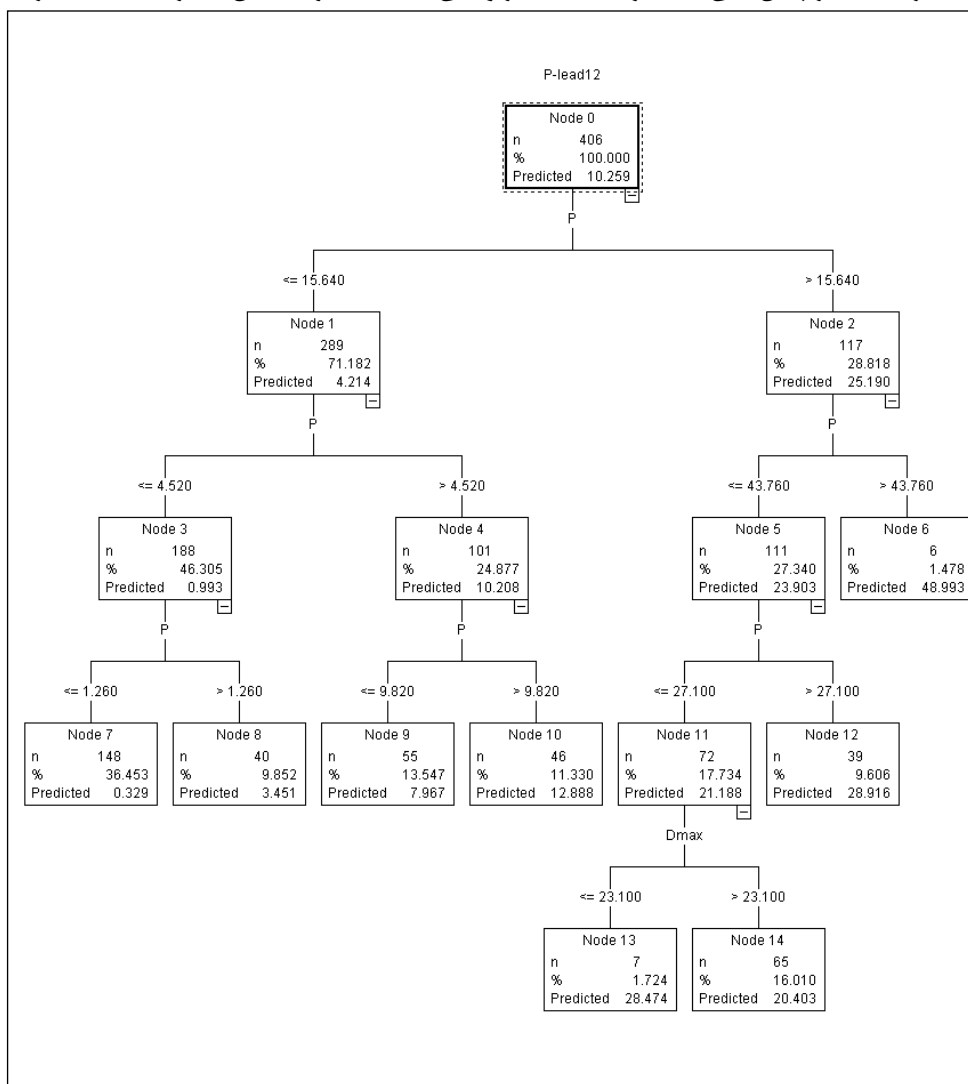 P-lead12
Node 0
n 406
% 100.000
Predicted 10.259
P
<= 15.640 > 15.640
Node 1
n 289
% 71.182
Predicted 4.214
Node 2
n 117
% 28.818
Predicted 25.190
P P
<= 4.520 > 4.520 <= 43.760 > 43.760
Node 3
n 188
% 46.305
Predicted 0.993
Node 4
n 101
% 24.877
Predicted 10.208
Node 5
n 111
% 27.340
Predicted 23.903
Node 6
n 6
% 1.478
Predicted 48.993
P P P
<= 1.260 > 1.260 <= 9.820 > 9.820 <= 27.100 > 27.100
Node 7
n 148
% 36.453
Predicted 0.329
Node 8
n 40
% 9.852
Predicted 3.451
Node 9
n 55
% 13.547
Predicted 7.967
Node 10
n 46
% 11.330
Predicted 12.888
Node 11
n 72
% 17.734
Predicted 21.188
Node 12
n 39
% 9.606
Predicted 28.916
Dmax
<= 23.100 > 23.100
Node 13
n 7
% 1.724
Predicted 28.474
Node 14
n 65
% 16.010
Predicted 20.403